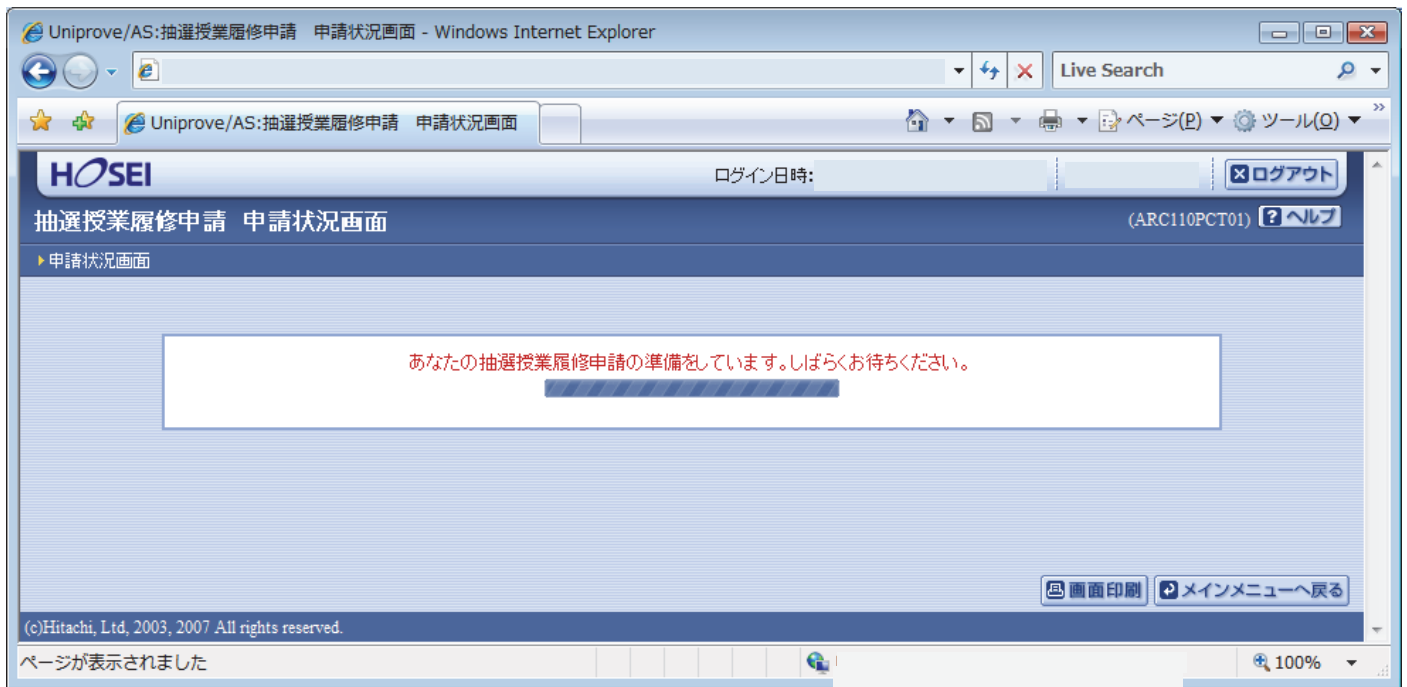 Uniprove/AS:抽選授業履修申請　申請状況画面 - Windows Internet Explorer
Live Search
Uniprove/AS:抽選授業履修申請　申請状況画面
ページ(P)
ツール(O)
HOSEI
ログイン日時:
ログアウト
抽選授業履修申請 申請状況画面
(ARC110PCT01)
ヘルプ
申請状況画面
あなたの抽選授業履修申請の準備をしています。しばらくお待ちください。
画面印刷
メインメニューへ戻る
(c)Hitachi, Ltd, 2003, 2007 All rights reserved.
ページが表示されました
100%